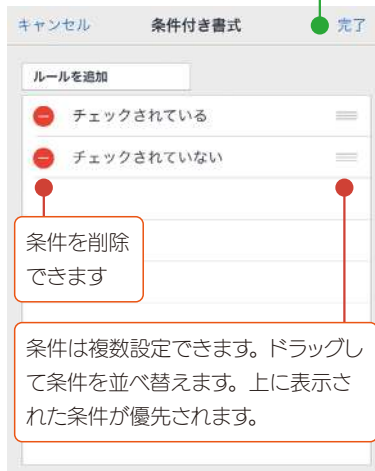 キャンセル 条件付き書式 完了
ルールを追加
チェックされている
チェックされていない
条件を削除
できます
条件は複数設定できます。ドラッグし
て条件を並べ替えます。上に表示さ
れた条件が優先されます。